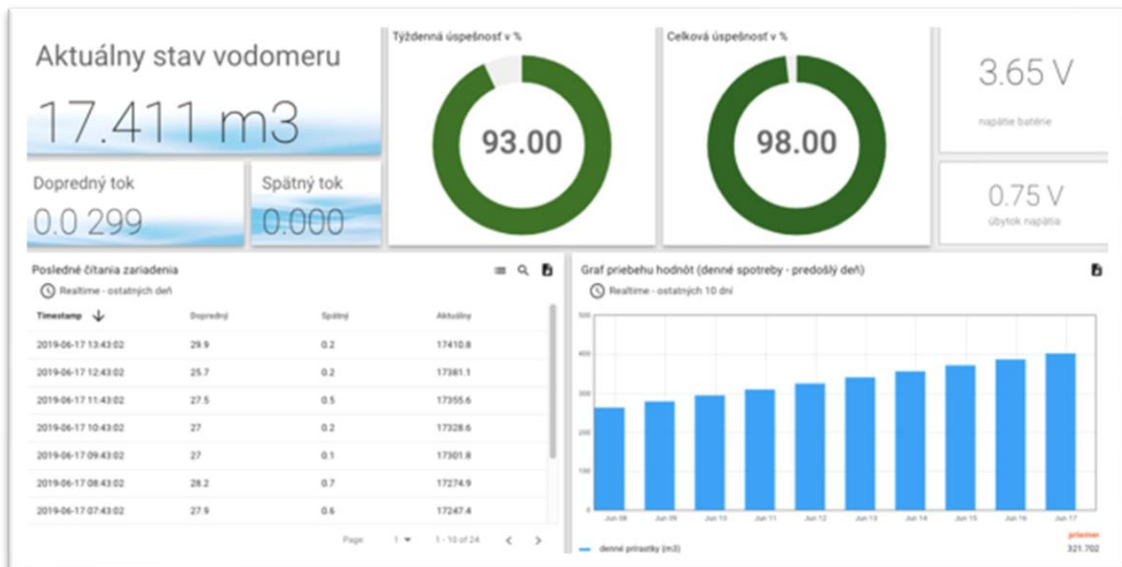 Aktuálny stav vodomeru
17.411 m3
Dopredný tok
0.0 299
Spätný tok
0.000
Týždenná úspešnosť v %
93.00
Celková úspešnosť v %
98.00
3.65 V
napätie batérie
0.75 V
úbytok napätia
Posledné čítania zariadenia
Realtime - ostatných deň
Timestamp Dopredný Spätný Aktuálny
2019-06-17 13:43:02 29.9 0.2 17410.8
2019-06-17 12:43:02 25.7 0.2 17381.1
2019-06-17 11:43:02 27.5 0.5 17355.6
2019-06-17 10:43:02 27 0.2 17328.6
2019-06-17 09:43:02 27 0.1 17301.8
2019-06-17 08:43:02 28.2 0.7 17274.9
2019-06-17 07:43:02 27.9 0.6 17247.4
Page: 1 1 - 10 of 24
Graf priebehu hodnôt (denné spotreby - predošlý deň)
Realtime - ostatných 10 dní
500
400
300
200
100
0
Jun 08 Jun 09 Jun 10 Jun 11 Jun 12 Jun 13 Jun 14 Jun 15 Jun 16 Jun 17
priemer
denné prírastky (m3) 321.702